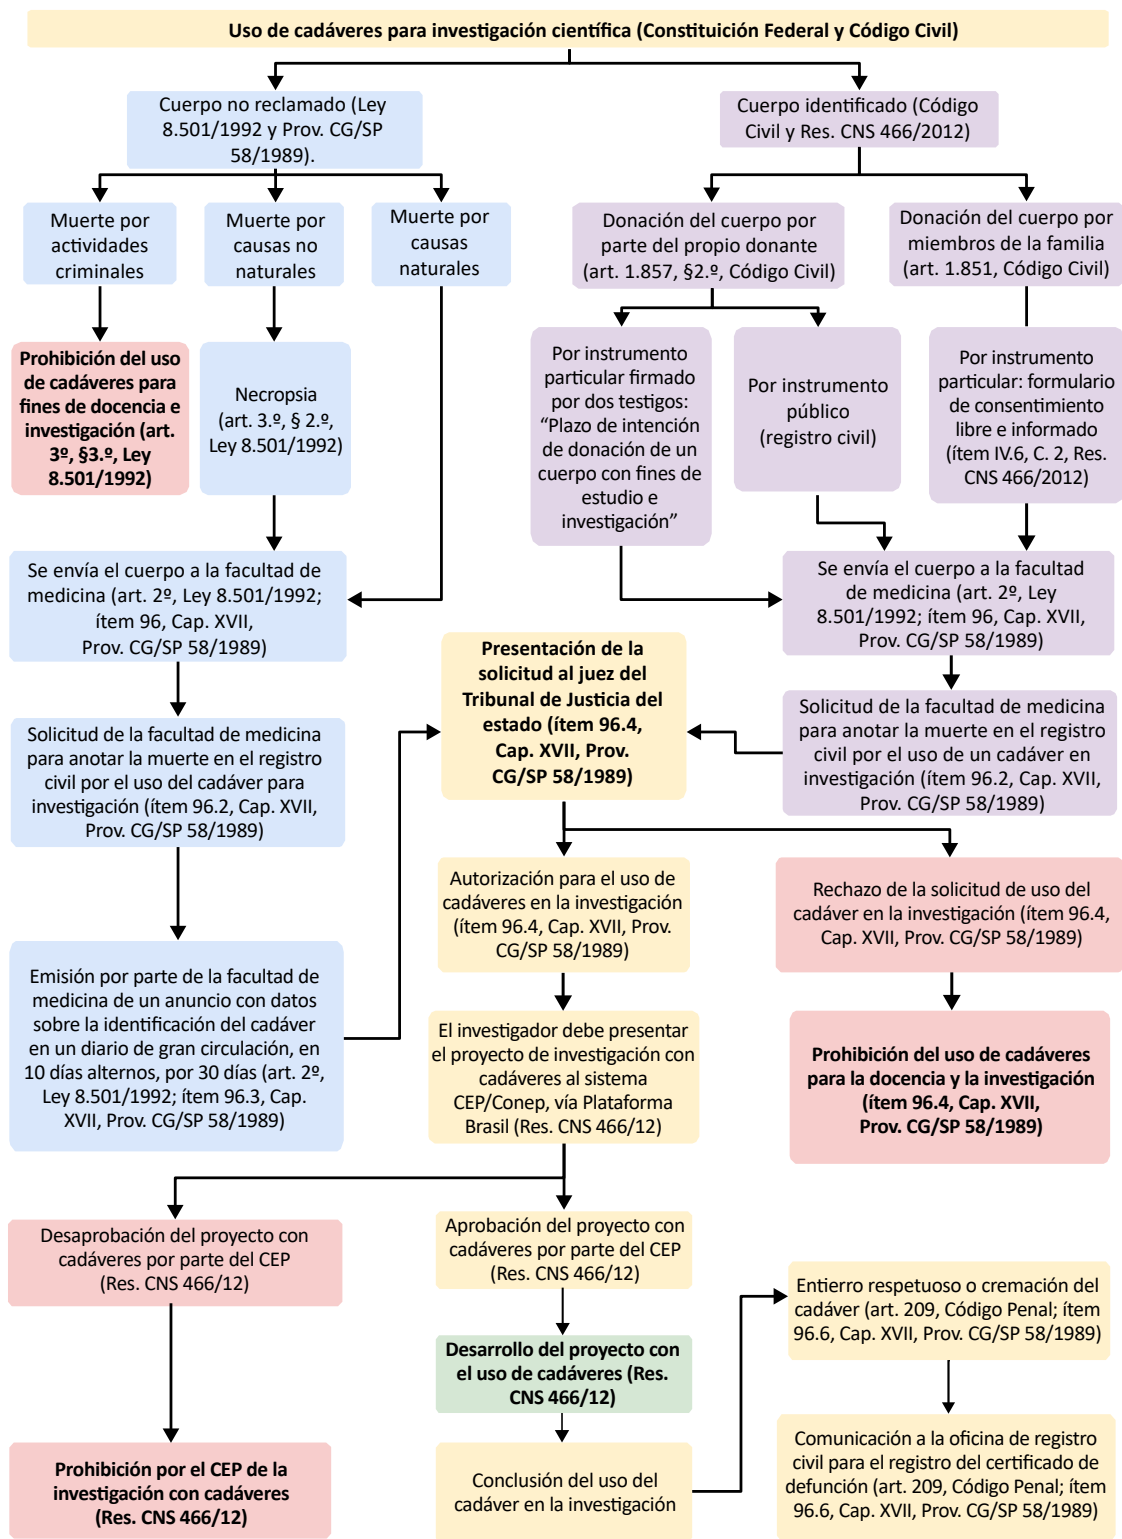 Uso de cadáveres para investigación científica (Constituición Federal y Código Civil)
Cuerpo no reclamado (Ley
8.501/1992 y Prov. CG/SP
58/1989).
Cuerpo identificado (Código
Civil y Res. CNS 466/2012)
Muerte por
actividades
criminales
Muerte por
causas no
naturales
Muerte por
causas
naturales
Donación del cuerpo por
parte del propio donante
(art. 1.857, §2.º, Código Civil)
Donación del cuerpo por
miembros de la familia
(art. 1.851, Código Civil)
Prohibición del uso
de cadáveres para
fines de docencia e
investigación (art.
3º, §3.º, Ley
8.501/1992)
Necropsia
(art. 3.º, § 2.º,
Ley 8.501/1992)
Por instrumento
particular firmado
por dos testigos:
“Plazo de intención
de donación de un
cuerpo con fines de
estudio e
investigación”
Por instrumento
público
(registro civil)
Por instrumento
particular: formulario
de consentimiento
libre e informado
(ítem IV.6, C. 2, Res.
CNS 466/2012)
Se envía el cuerpo a la facultad de
medicina (art. 2º, Ley 8.501/1992;
ítem 96, Cap. XVII,
Prov. CG/SP 58/1989)
Se envía el cuerpo a la facultad
de medicina (art. 2º, Ley
8.501/1992; ítem 96, Cap. XVII,
Prov. CG/SP 58/1989)
Presentación de la
solicitud al juez del
Tribunal de Justicia del
estado (ítem 96.4,
Cap. XVII, Prov.
CG/SP 58/1989)
Solicitud de la facultad de medicina
para anotar la muerte en el registro
civil por el uso del cadáver para
investigación (ítem 96.2, Cap. XVII,
Prov. CG/SP 58/1989)
Solicitud de la facultad de medicina
para anotar la muerte en el registro
civil por el uso de un cadáver en
investigación (ítem 96.2, Cap. XVII,
Prov. CG/SP 58/1989)
Autorización para el uso de
cadáveres en la investigación
(ítem 96.4, Cap. XVII, Prov.
CG/SP 58/1989)
Rechazo de la solicitud de uso del
cadáver en la investigación (ítem 96.4,
Cap. XVII, Prov. CG/SP 58/1989)
Emisión por parte de la facultad de
medicina de un anuncio con datos
sobre la identificación del cadáver
en un diario de gran circulación, en
10 días alternos, por 30 días (art. 2º,
Ley 8.501/1992; ítem 96.3, Cap.
XVII, Prov. CG/SP 58/1989)
El investigador debe presentar
el proyecto de investigación con
cadáveres al sistema
CEP/Conep, vía Plataforma
Brasil (Res. CNS 466/12)
Prohibición del uso de cadáveres
para la docencia y la investigación
(ítem 96.4, Cap. XVII,
Prov. CG/SP 58/1989)
Desaprobación del proyecto con
cadáveres por parte del CEP
(Res. CNS 466/12)
Aprobación del proyecto con
cadáveres por parte del CEP
(Res. CNS 466/12)
Entierro respetuoso o cremación del
cadáver (art. 209, Código Penal; ítem
96.6, Cap. XVII, Prov. CG/SP 58/1989)
Desarrollo del proyecto con
el uso de cadáveres (Res.
CNS 466/12)
Prohibición por el CEP de la
investigación con cadáveres
(Res. CNS 466/12)
Conclusión del uso del
cadáver en la investigación
Comunicación a la oficina de registro
civil para el registro del certificado de
defunción (art. 209, Código Penal; ítem
96.6, Cap. XVII, Prov. CG/SP 58/1989)